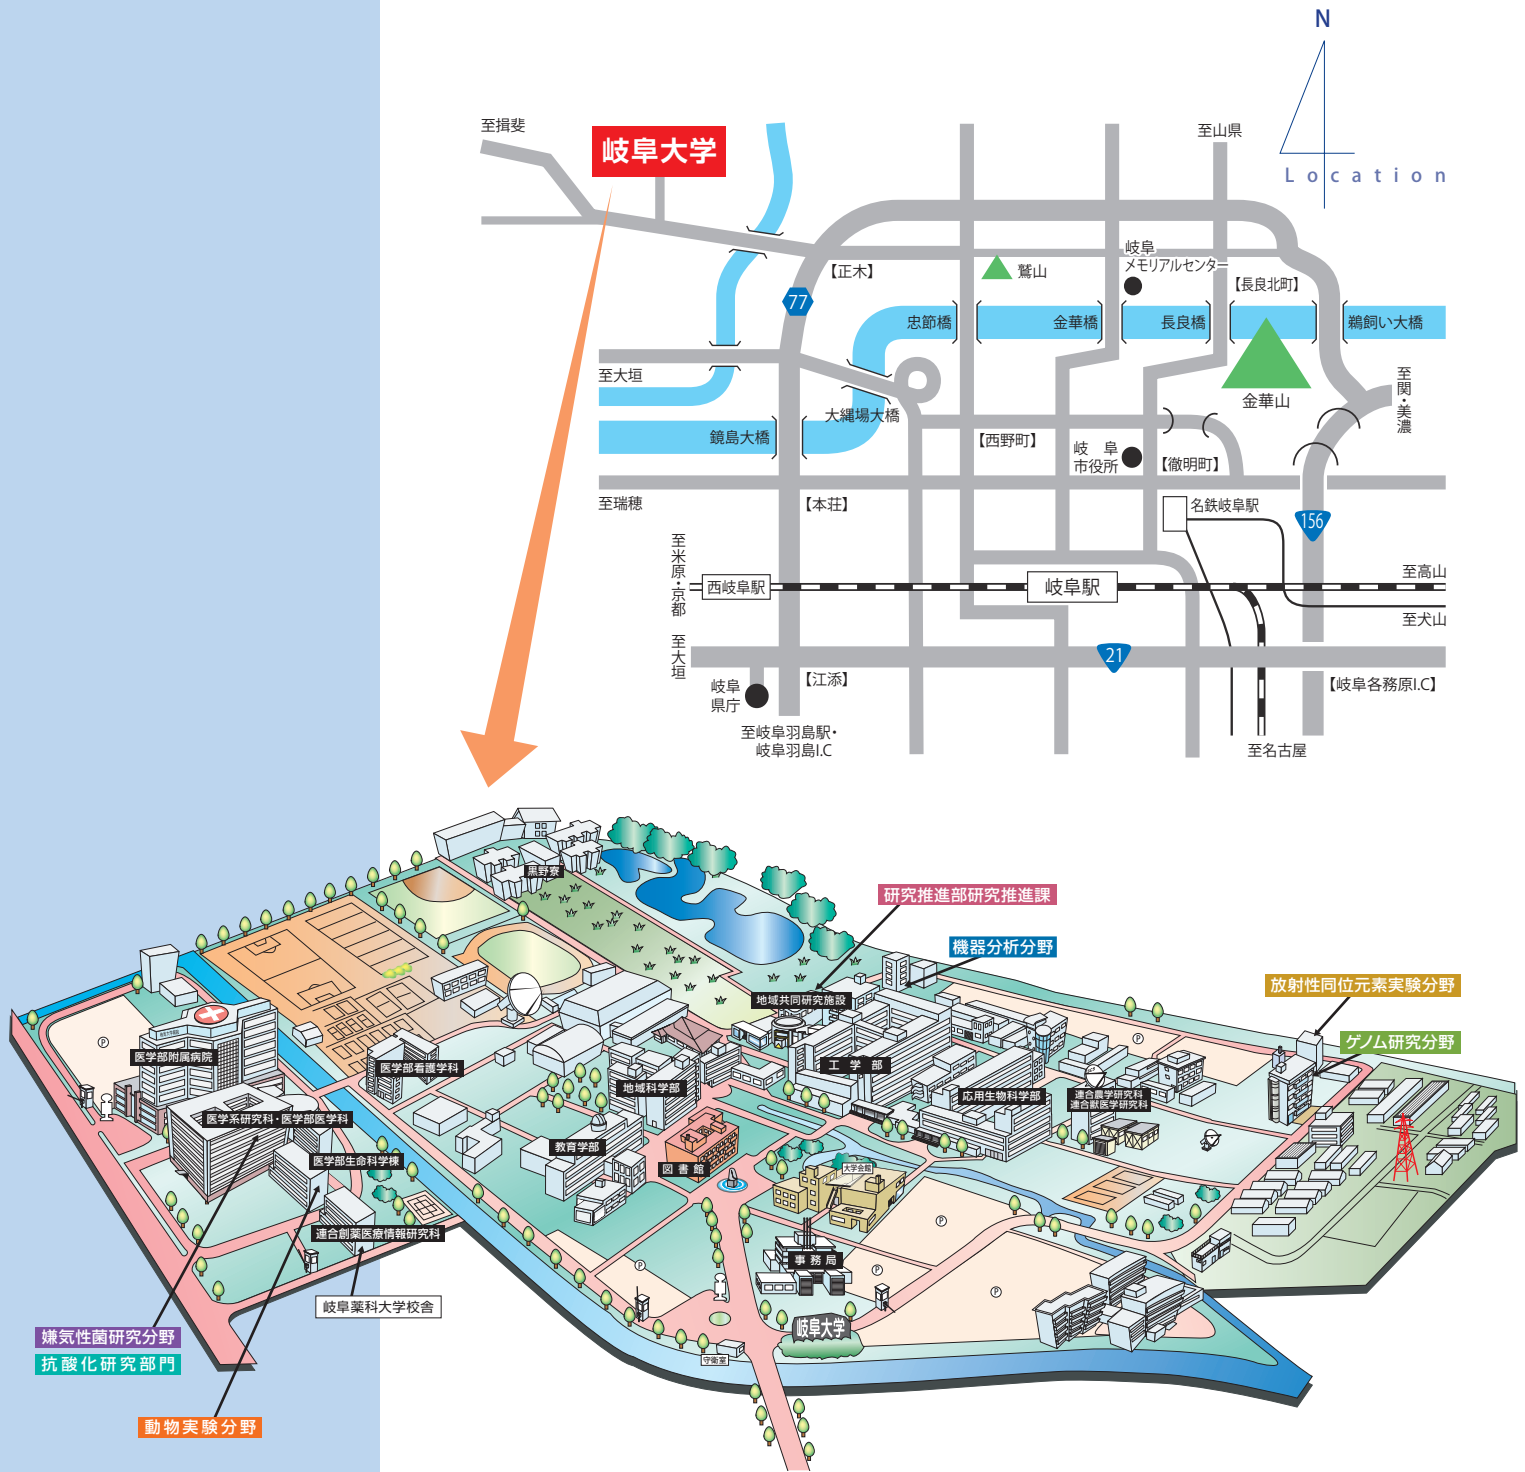 N
Location
至揖斐
岐阜大学
至山県
岐阜
メモリアルセンター
【正木】
鷲山
【長良北町】
77
忠節橋
金華橋
長良橋
鵜飼い大橋
至大垣
至関・美濃
金華山
大縄場大橋
鏡島大橋
【西野町】
岐阜
市役所
【徹明町】
至瑞穂
【本荘】
名鉄岐阜駅
156
至米原・京都
西岐阜駅
岐阜駅
至高山
至犬山
至大垣
21
岐阜
県庁
【江添】
【岐阜各務原I.C】
至岐阜羽島駅・
岐阜羽島I.C
至名古屋
黒野寮
研究推進部研究推進課
機器分析分野
放射性同位元素実験分野
地域共同研究施設
ゲノム研究分野
P
P
医学部附属病院
医学部看護学科
工学部
地域科学部
応用生物科学部
連合農学研究科
連合獣医学研究科
医学系研究科・医学部医学科
教育学部
医学部生命科学棟
図書館
大学会館
連合創薬医療情報研究科
P
事務局
P
P
P
岐阜薬科大学校舎
岐阜大学
嫌気性菌研究分野
抗酸化研究部門
守衛室
動物実験分野